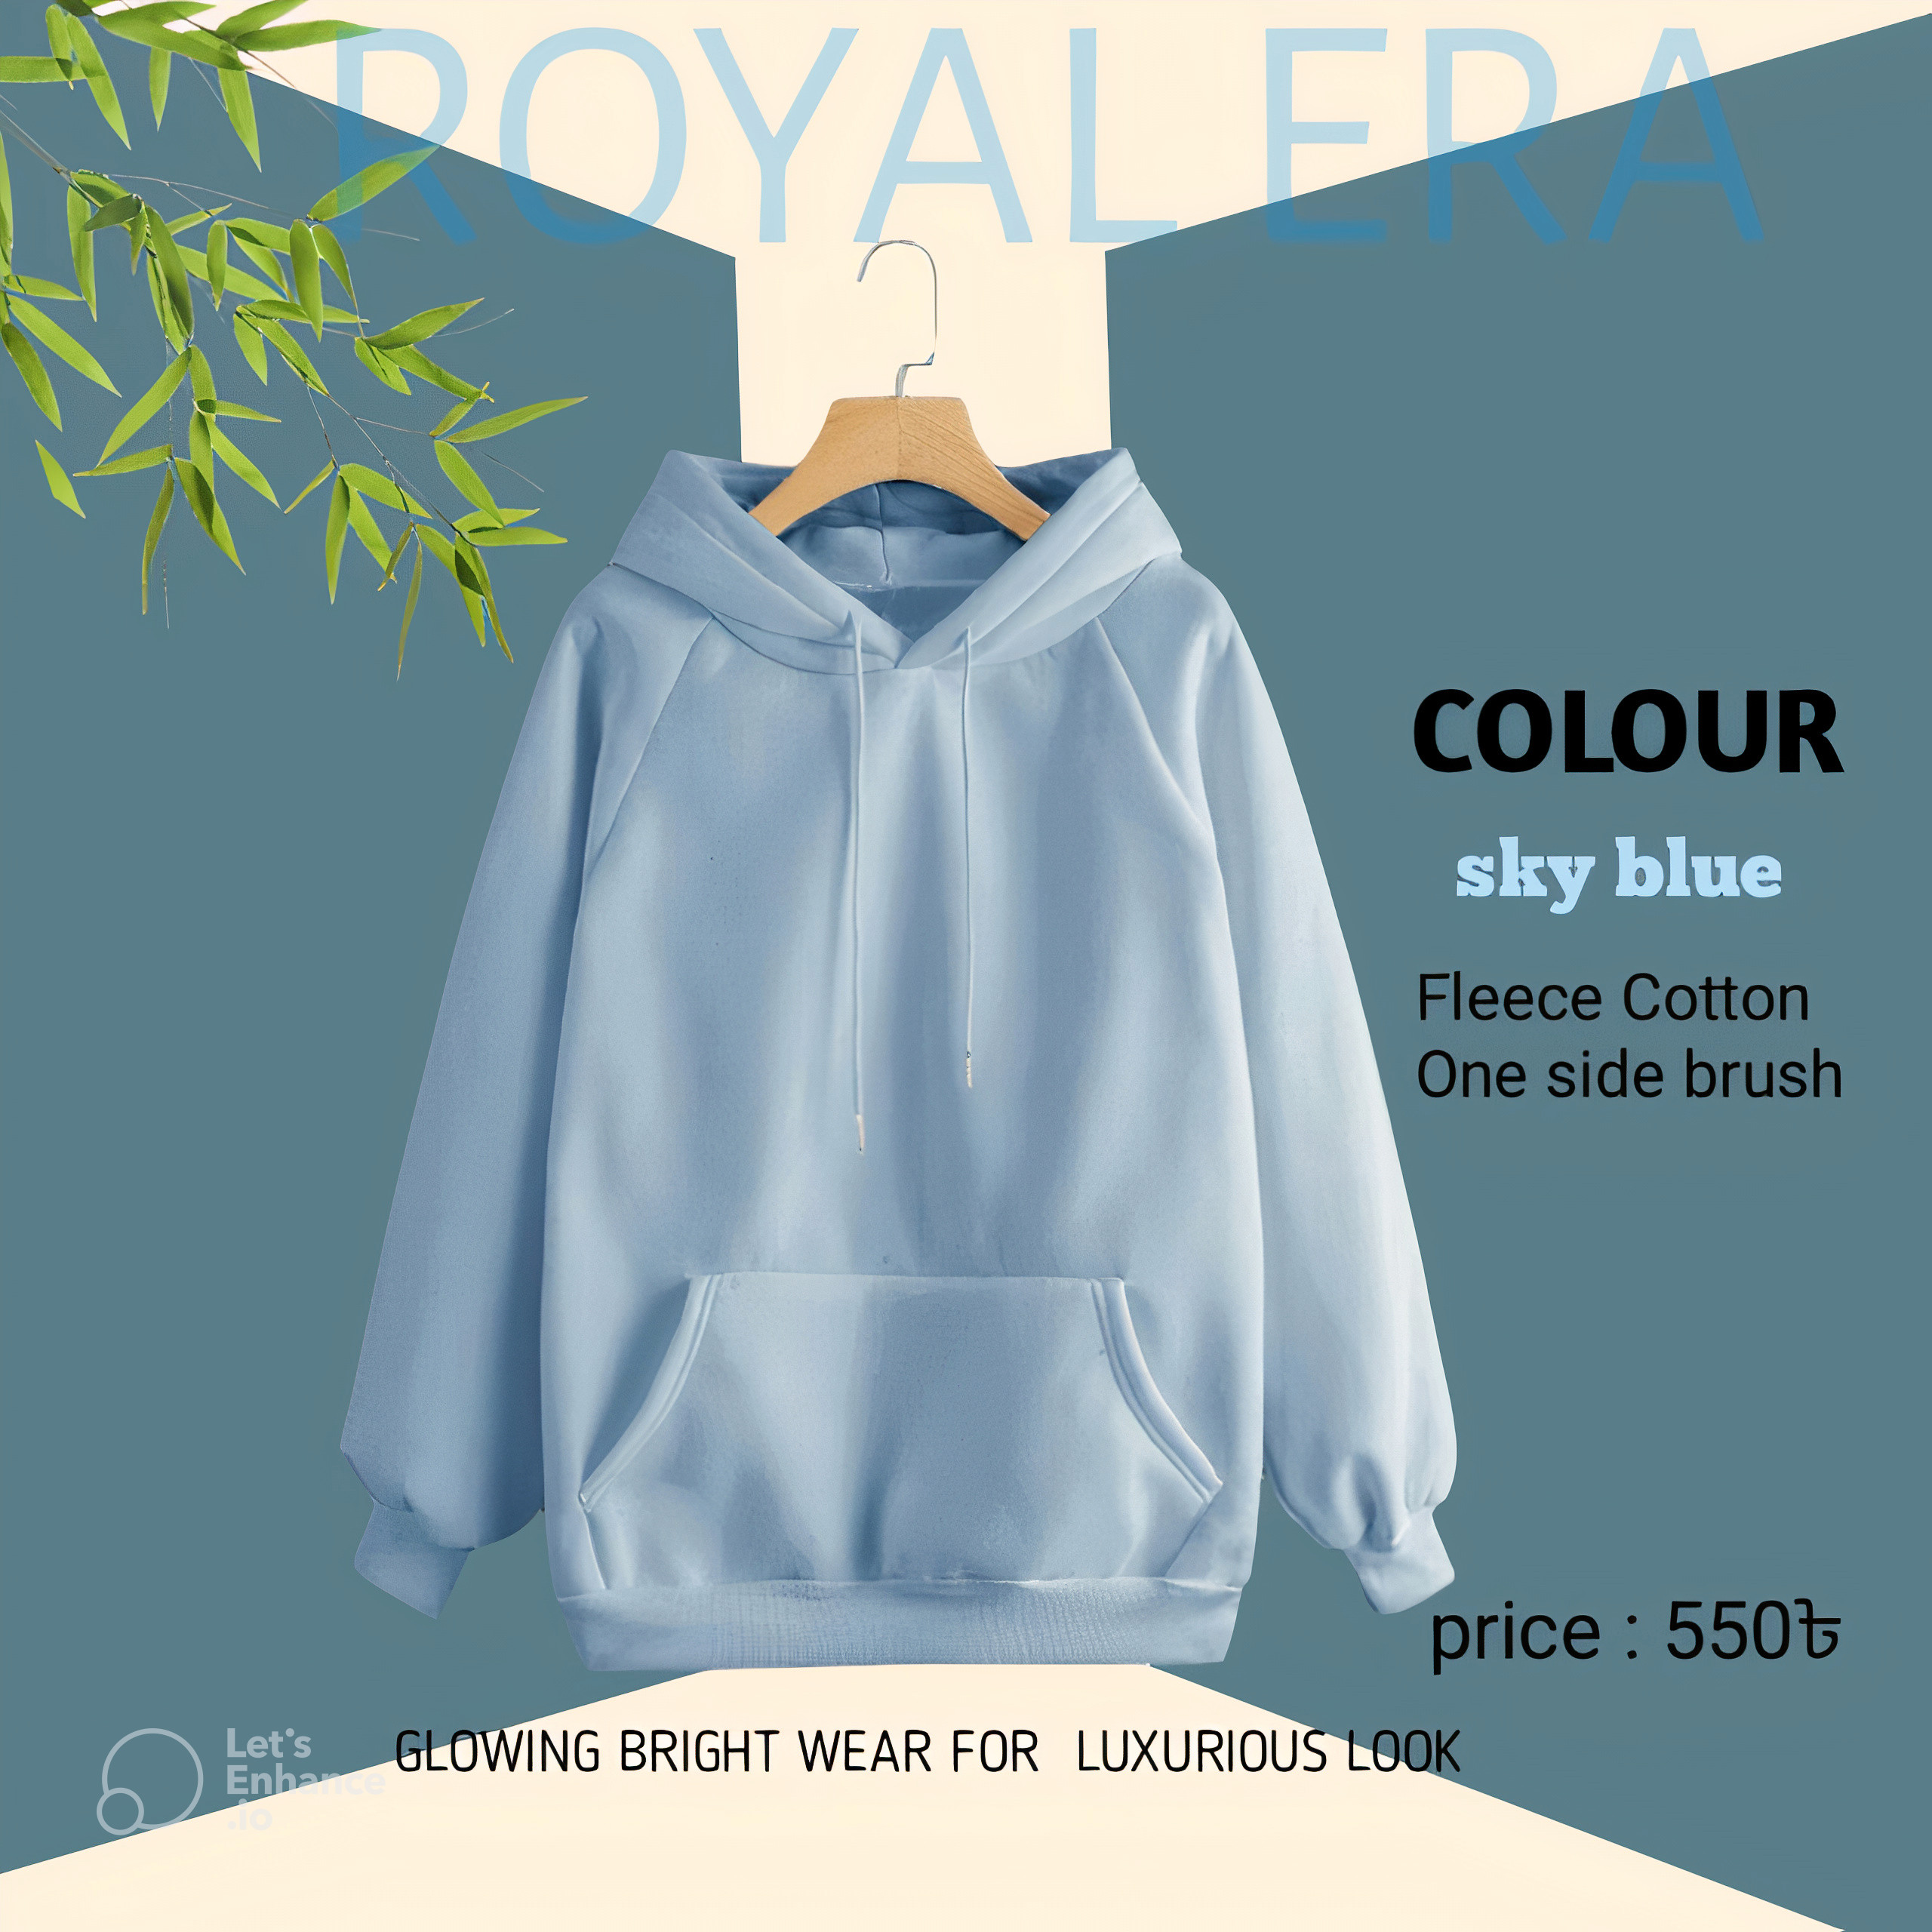 ROYAL ERA
COLOUR
sky blue
Fleece Cotton
One side brush
price : 550৳
GLOWING BRIGHT WEAR FOR LUXURIOUS LOOK
Let's
Enhance
.io